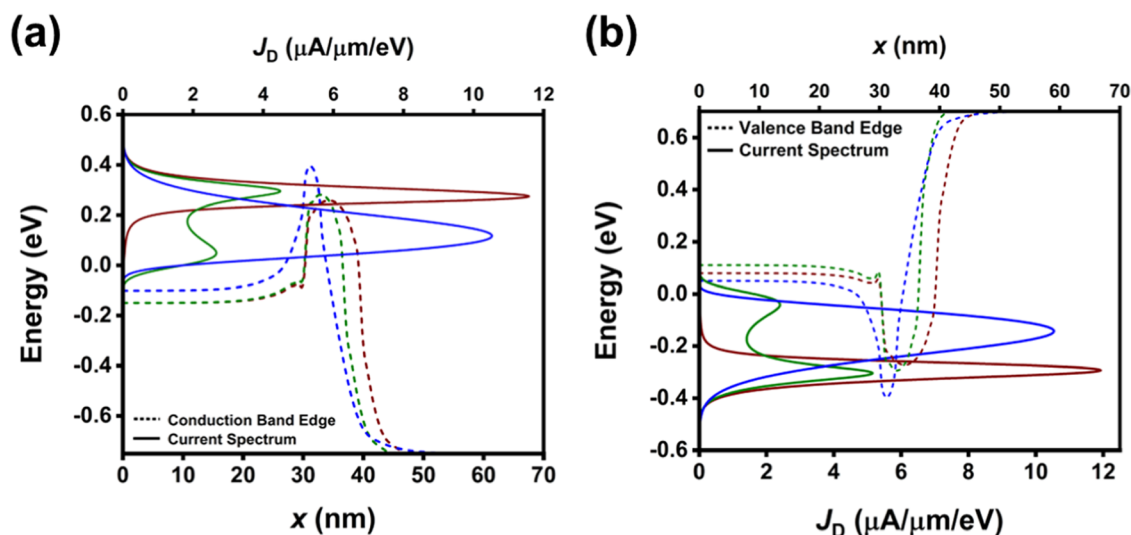 (a)
J_D (μA/μm/eV)
0 2 4 6 8 10 12
Energy (eV)
0.6
0.4
0.2
0.0
-0.2
-0.4
-0.6
Conduction Band Edge
Current Spectrum
0 10 20 30 40 50 60 70
x (nm)
(b)
x (nm)
0 10 20 30 40 50 60 70
Energy (eV)
0.6
0.4
0.2
0.0
-0.2
-0.4
-0.6
Valence Band Edge
Current Spectrum
0 2 4 6 8 10 12
J_D (μA/μm/eV)